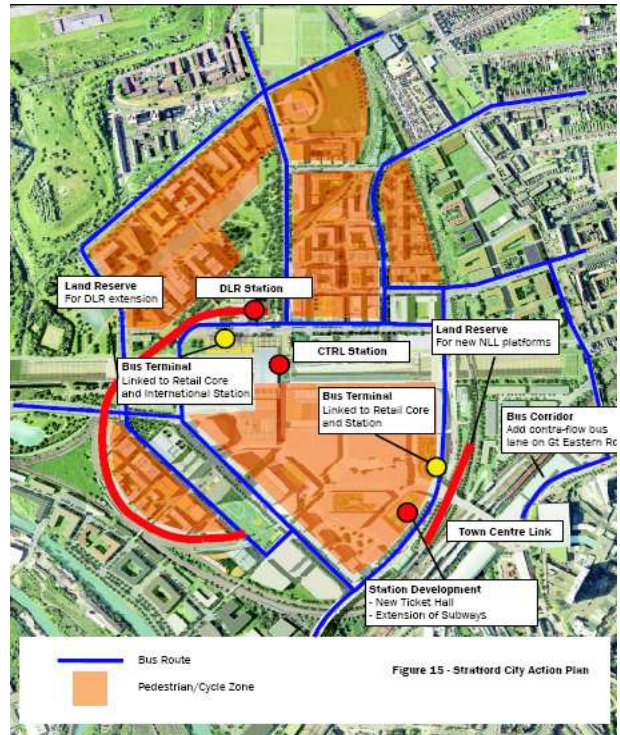 Land Reserve
For DLR extension
DLR Station
Land Reserve
For new NLL platforms
CTRL Station
Bus Terminal
Linked to Retail Core
and International Station
Bus Terminal
Linked to Retail Core
and Station
Bus Corridor
Add contra-flow bus
lane on Gt Eastern Ro
Town Centre Link
Station Development
- New Ticket Hall
- Extension of Subways
Bus Route
Pedestrian/Cycle Zone
Figure 15 - Stratford City Action Plan